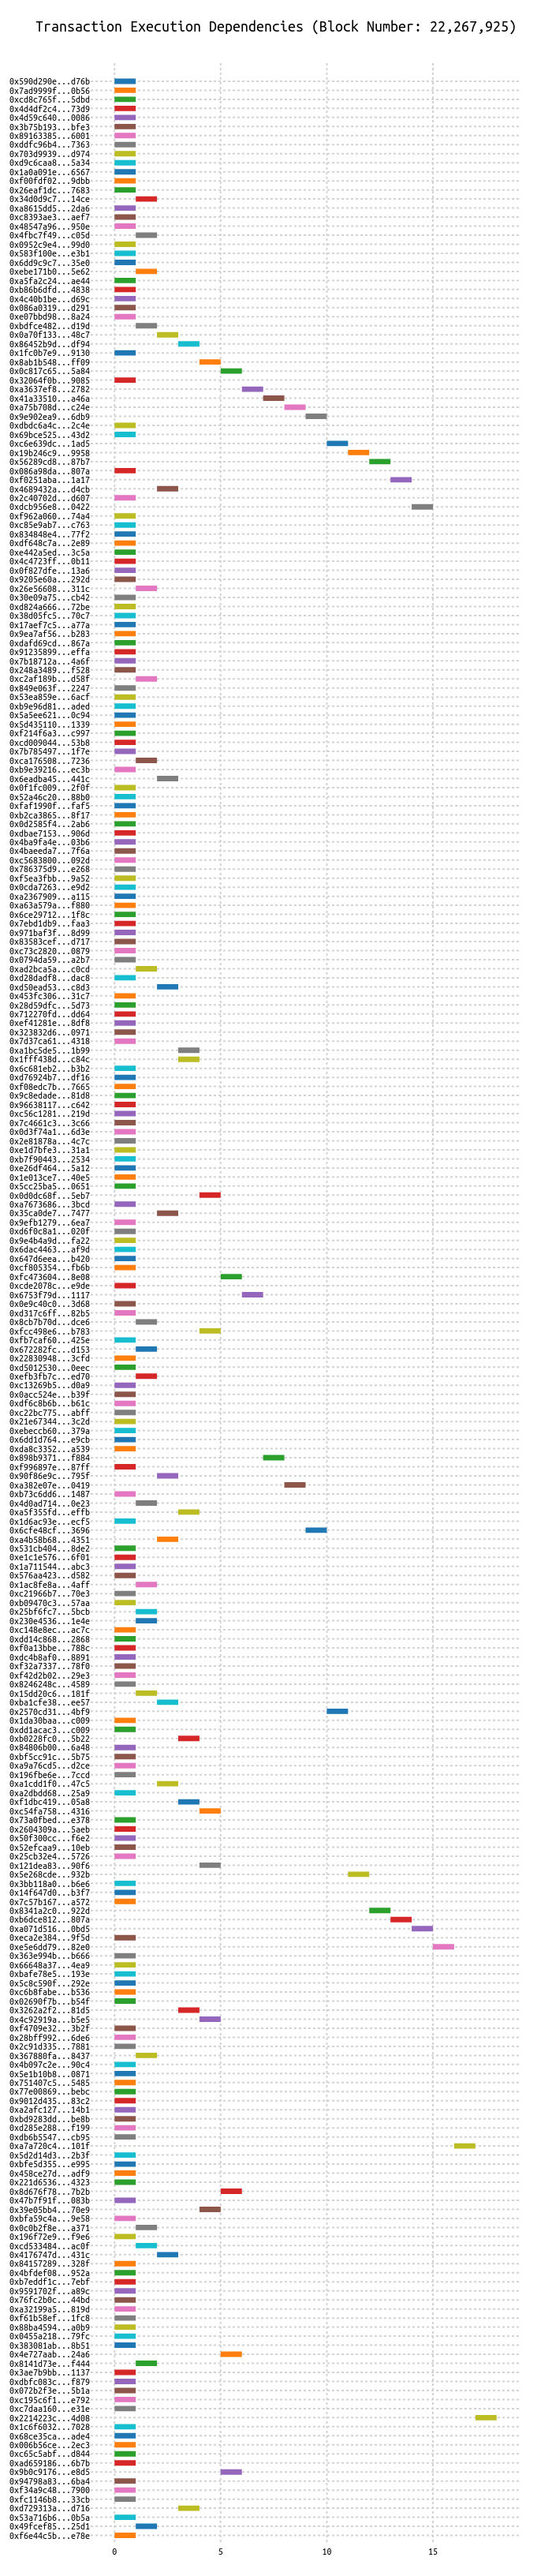 Transaction Execution Dependencies (Block Number: 22,267,925)
0x590d290e...d76b
0x7ad9999f...0b56
0xcd8c765f...5dbd
0x4d4df2c4...73d9
0x4d59c640...0086
0x3b75b193...bfe3
0x89163385...6001
0xddfc96b4...7363
0x703d9939...d974
0xd9c6caa8...5a34
0x1a0a091e...6567
0xf00fdf02...9dbb
0x26eaf1dc...7683
0x34d0d9c7...14ce
0xa8615dd5...2da6
0xc8393ae3...aef7
0x48547a96...950e
0x4fbc7f49...c05d
0x0952c9e4...99d0
0x583f100e...e3b1
0x6dd9c9c7...35e0
0xebe171b0...5e62
0xa5fa2c24...ae44
0xb86b6dfd...4838
0x4c40b1be...d69c
0x086a0319...d291
0xe07bbd98...8a24
0xbdfce482...d19d
0x0a70f133...48c7
0x86452b9d...df94
0x1fc0b7e9...9130
0x8ab1b548...ff09
0x0c817c65...5a84
0x32064f0b...9085
0xa3637ef8...2782
0x41a33510...a46a
0xa75b708d...c24e
0x9e902ea9...6db9
0xdbdc6a4c...2c4e
0x69bce525...43d2
0xc6e639dc...1ad5
0x19b246c9...9958
0x56289cd8...87b7
0x086a98da...807a
0xf0251aba...1a17
0x4689432a...d4cb
0x2c40702d...d607
0xdcb956e8...0422
0xf962a060...74a4
0xc85e9ab7...c763
0x834848e4...77f2
0xdf648c7a...2e89
0xe442a5ed...3c5a
0x4c4723ff...0b11
0x0f827dfe...13a6
0x9205e60a...292d
0x26e56608...311c
0x30e09a75...cb42
0xd824a666...72be
0x38d05fc5...70c7
0x17aef7c5...a77a
0x9ea7af56...b283
0xdafd69cd...867a
0x91235899...effa
0x7b18712a...4a6f
0x248a3489...f528
0xc2af189b...d58f
0x849e063f...2247
0x53ea859e...6acf
0xb9e96d81...aded
0x5a5ee621...0c94
0x5d435110...1339
0xf214f6a3...c997
0xcd009044...53b8
0x7b785497...1f7e
0xca176508...7236
0xb9e39216...ec3b
0x6eadba45...441c
0x0f1fc009...2f0f
0x52a46c20...88b0
0xfaf1990f...faf5
0xb2ca3865...8f17
0x0d2585f4...2ab6
0xdbae7153...906d
0x4ba9fa4e...03b6
0x4baeeda7...7f6a
0xc5683800...092d
0x786375d9...e268
0xf5ea3fbb...9a52
0x0cda7263...e9d2
0xa2367909...a115
0xa63a579a...f880
0x6ce29712...1f8c
0x7ebd1db9...faa3
0x971baf3f...8d99
0x83583cef...d717
0xc73c2820...0879
0x0794da59...a2b7
0xad2bca5a...c0cd
0xd28dadf8...dac8
0xd50ead53...c8d3
0x453fc306...31c7
0x28d59dfc...5d73
0x712270fd...dd64
0xef41281e...8df8
0x323832d6...0971
0x7d37ca61...4318
0xa1bc5de5...1b99
0x1fff438d...c84c
0x6c681eb2...b3b2
0xd76924b7...df16
0xf08edc7b...7665
0x9c8edade...81d8
0x96638117...c642
0xc56c1281...219d
0x7c4661c3...3c66
0x0d3f74a1...6d3e
0x2e81878a...4c7c
0xe1d7bfe3...31a1
0xb7f90443...2534
0xe26df464...5a12
0x1e013ce7...40e5
0x5cc25ba5...0651
0x0d0dc68f...5eb7
0xa7673686...3bcd
0x35ca0de7...7477
0x9efb1279...6ea7
0xd6f0c8a1...020f
0x9e4b4a9d...fa22
0x6dac4463...af9d
0x647d6eea...b420
0xcf805354...fb6b
0xfc473604...8e08
0xcde2078c...e9de
0x6753f79d...1117
0x0e9c40c0...3d68
0xd317c6ff...82b5
0x8cb7b70d...dce6
0xfcc498e6...b783
0xfb7caf60...425e
0x672282fc...d153
0x22830948...3cfd
0xd5012530...0eec
0xefb3fb7c...ed70
0xc13269b5...d0a9
0x0acc524e...b39f
0xdf6c8b6b...b61c
0xc22bc775...abff
0x21e67344...3c2d
0xebeccb60...379a
0x6dd1d764...e9cb
0xda8c3352...a539
0x898b9371...f884
0xf996897e...87ff
0x90f86e9c...795f
0xa382e07e...0419
0xb73c6dd6...1487
0x4d0ad714...0e23
0xa5f355fd...effb
0x1d6ac93e...ecf5
0x6cfe48cf...3696
0xa4b58b68...4351
0x531cb404...8de2
0xe1c1e576...6f01
0x1a711544...abc3
0x576aa423...d582
0x1ac8fe8a...4aff
0xc21966b7...70e3
0xb09470c3...57aa
0x25bf6fc7...5bcb
0x230e4536...1e4e
0xc148e8ec...ac7c
0xdd14c868...2868
0xf0a13bbe...788c
0xdc4b8af0...8891
0xf32a7337...78f0
0xf42d2b02...29e3
0x8246248c...4589
0x15dd20c6...181f
0xba1cfe38...ee57
0x2570cd31...4bf9
0x1da30baa...c009
0xdd1acac3...c009
0xb0228fc0...5b22
0x84806b00...6a48
0xbf5cc91c...5b75
0xa9a76cd5...d2ce
0x196fbe6e...7ccd
0xa1cdd1f0...47c5
0xa2dbdd68...25a9
0xf1dbc419...05a8
0xc54fa758...4316
0x73a0fbed...e378
0x2604309a...5aeb
0x50f300cc...f6e2
0x52efcaa9...10eb
0x25cb32e4...5726
0x121dea83...90f6
0x5e268cde...932b
0x3bb118a0...b6e6
0x14f647d0...b3f7
0x7c57b167...a572
0x8341a2c0...922d
0xb6dce812...807a
0xa071d516...0bd5
0xeca2e384...9f5d
0xe5e6dd79...82e0
0x363e994b...b666
0x66648a37...4ea9
0xbafe78e5...193e
0x5c8c590f...292e
0xc6b8fabe...b536
0x02690f7b...b54f
0x3262a2f2...81d5
0x4c92919a...b5e5
0xf4709e32...3b2f
0x28bff992...6de6
0x2c91d335...7881
0x367880fa...8437
0x4b097c2e...90c4
0x5e1b10b8...0871
0x751407c5...5485
0x77e00869...bebc
0x9012d435...83c2
0xa2afc127...14b1
0xbd9283dd...be8b
0xd285e288...f199
0xdb6b5547...cb95
0xa7a720c4...101f
0x5d2d14d3...2b3f
0xbfe5d355...e995
0x458ce27d...adf9
0x221d6536...4323
0x8d676f78...7b2b
0x47b7f91f...083b
0x39e05bb4...70e9
0xbfa59c4a...9e58
0x0c0b2f8e...a371
0x196f72e9...f9e6
0xcd533484...ac0f
0x4176747d...431c
0x84157289...328f
0x4bfdef08...952a
0xb7eddf1c...7ebf
0x9591702f...a89c
0x76fc2b0c...44bd
0xa32199a5...819d
0xf61b58ef...1fc8
0x88ba4594...a0b9
0x0455a218...79fc
0x383081ab...8b51
0x4e727aab...24a6
0x8141d73e...f444
0x3ae7b9bb...1137
0xdbfc083c...f879
0x072b2f3e...5b1a
0xc195c6f1...e792
0xc7daa160...e31e
0x2214223c...4d08
0x1c6f6032...7028
0x68ce35ca...ade4
0x006b56ce...2ec3
0xc65c5abf...d844
0xad659186...6b7b
0x9b0c9176...e8d5
0x94798a83...6ba4
0xf34a9c48...7900
0xfc1146b8...33cb
0xd729313a...d716
0x53a716b6...0b5a
0x49fcef85...25d1
0xf6e44c5b...e78e
0 5 10 15